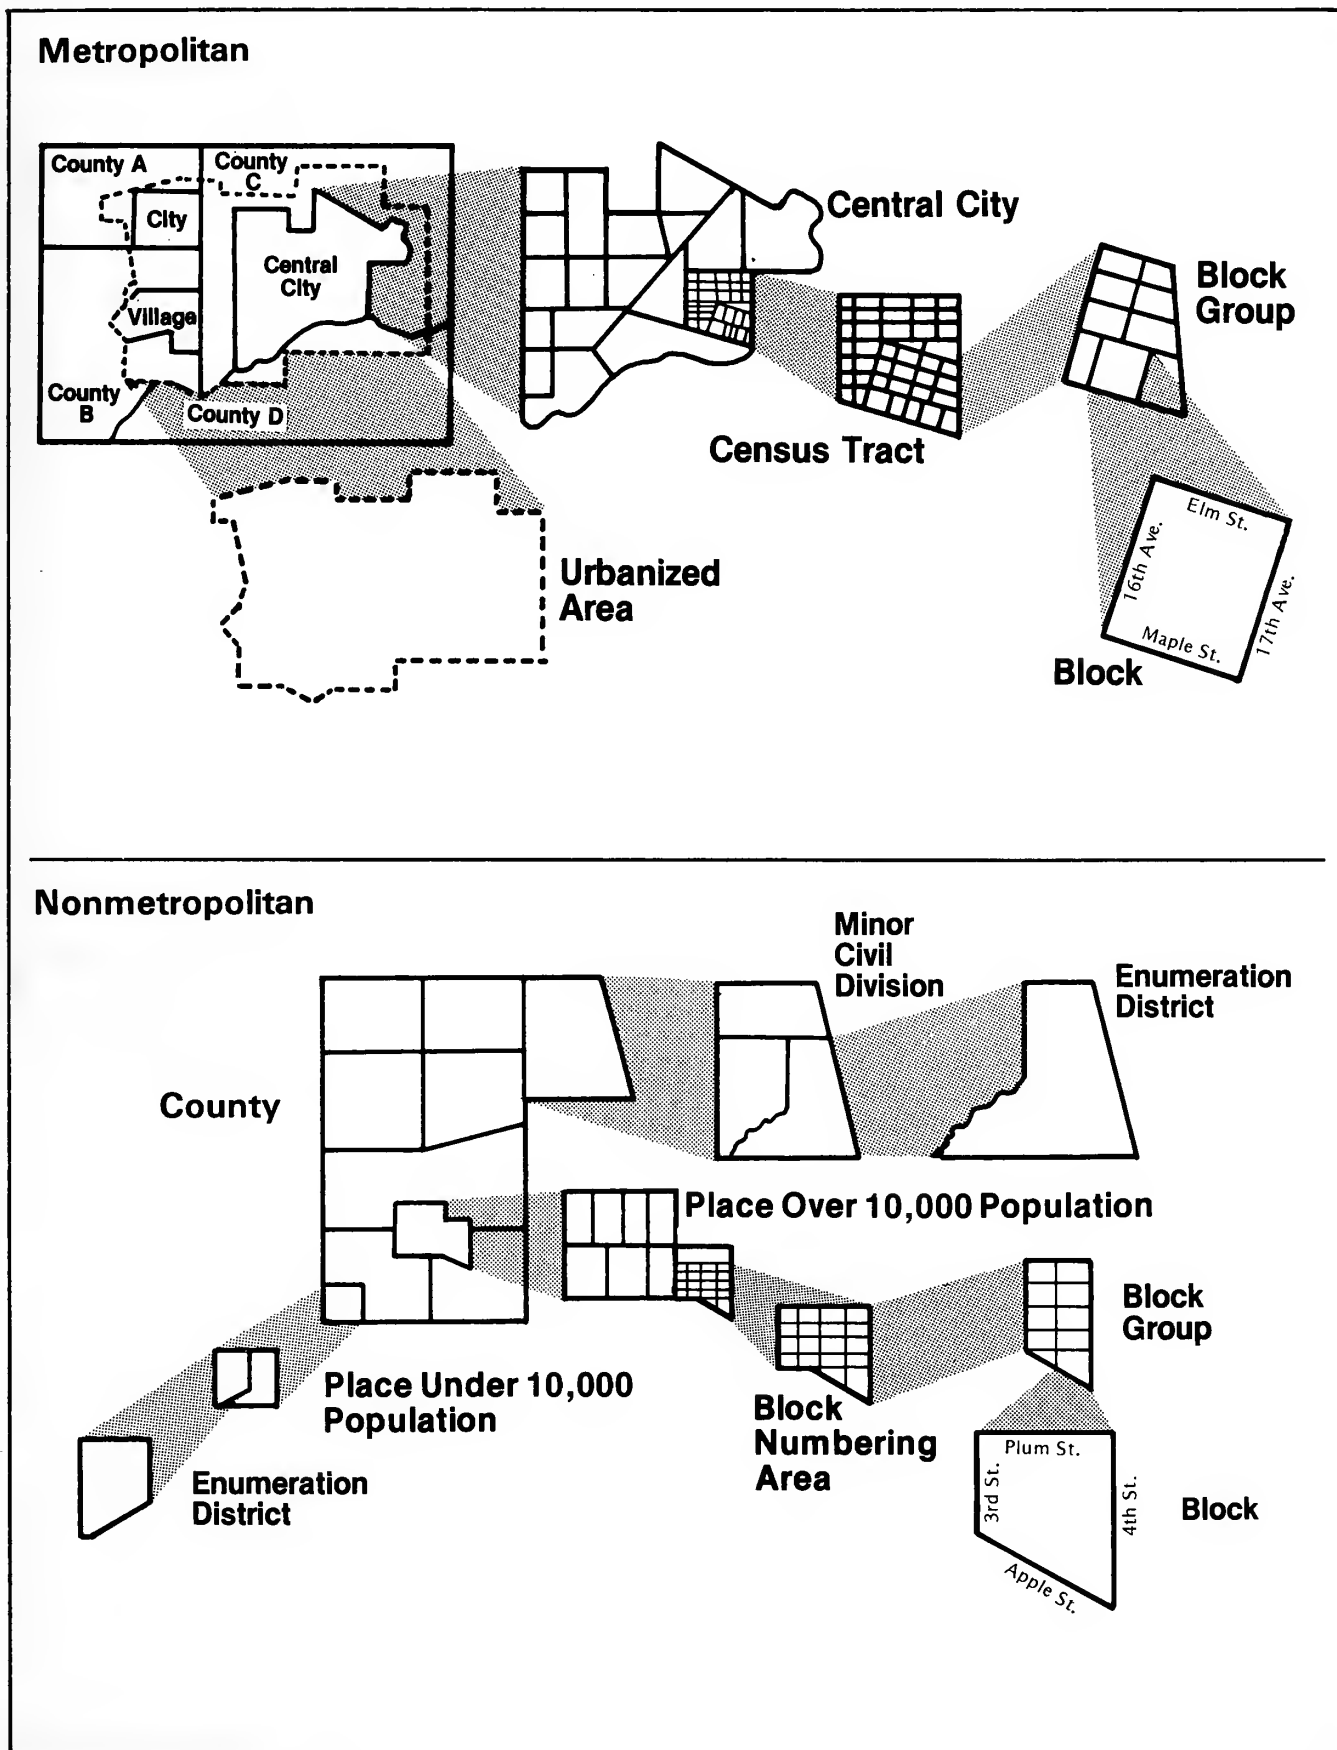 Metropolitan
County A
County
C
City
Central
City
Village
County
B
County D
Central City
Census Tract
Block
Group
Elm St.
16th Ave.
17th Ave.
Maple St.
Block
Urbanized
Area
Nonmetropolitan
County
Minor
Civil
Division
Enumeration
District
Place Over 10,000 Population
Block
Group
Place Under 10,000
Population
Block
Numbering
Area
Enumeration
District
Plum St.
3rd St.
4th St.
Apple St.
Block